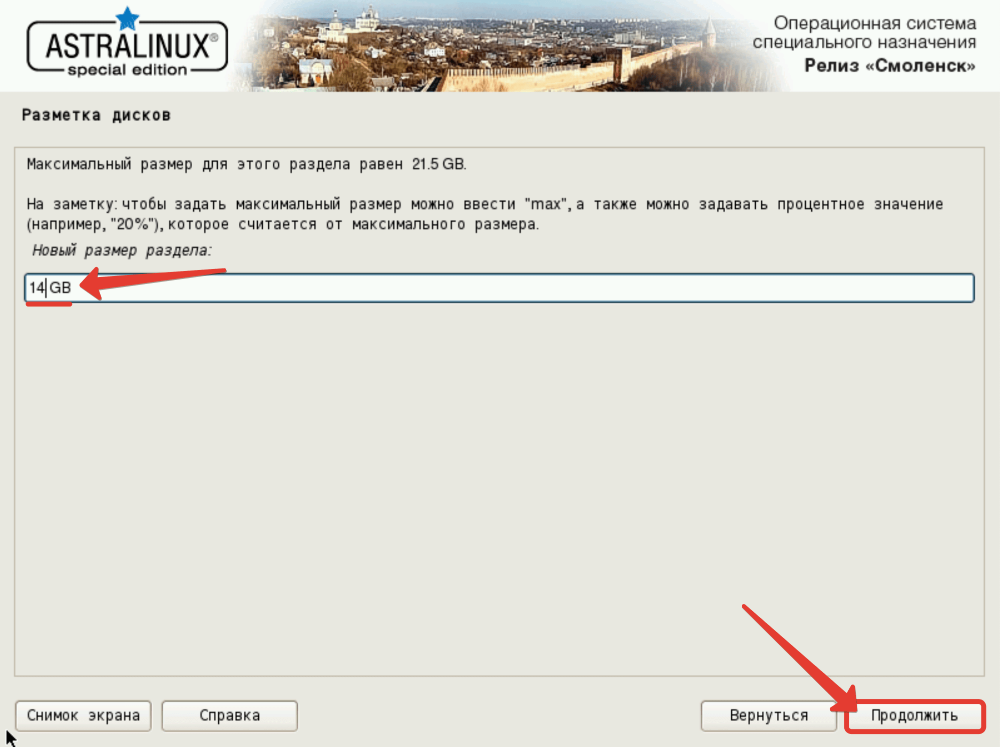 ASTRALINUX®
special edition
Операционная система
специального назначения
Релиз «Смоленск»
Разметка дисков
Максимальный размер для этого раздела равен 21.5 GB.
На заметку: чтобы задать максимальный размер можно ввести "max", а также можно задавать процентное значение
(например, "20%"), которое считается от максимального размера.
Новый размер раздела:
14 GB
Снимок экрана
Справка
Вернуться
Продолжить